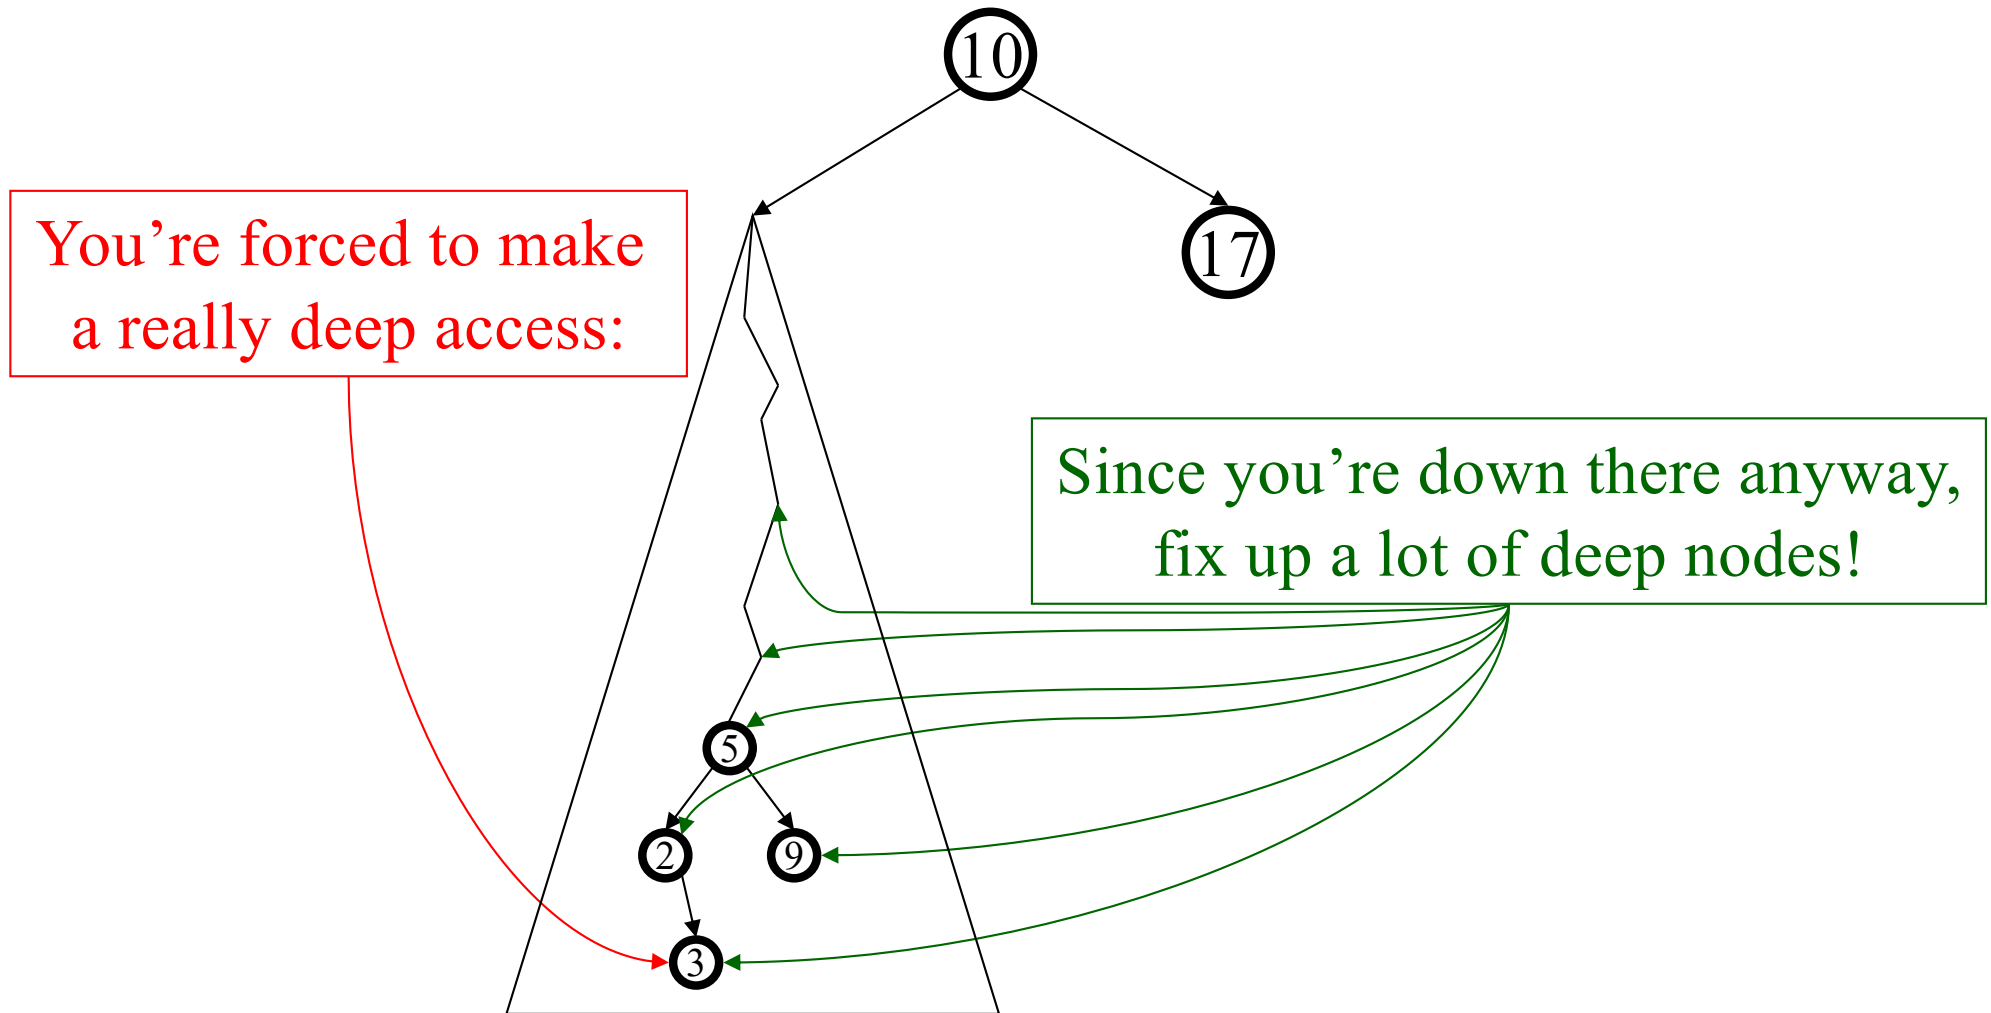 10
17
You’re forced to make
a really deep access:
Since you’re down there anyway,
fix up a lot of deep nodes!
5
2
9
3